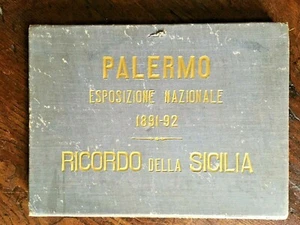 PALERMO
ESPOSIZIONE NAZIONALE
1891-92
RICORDO DELLA SICILIA